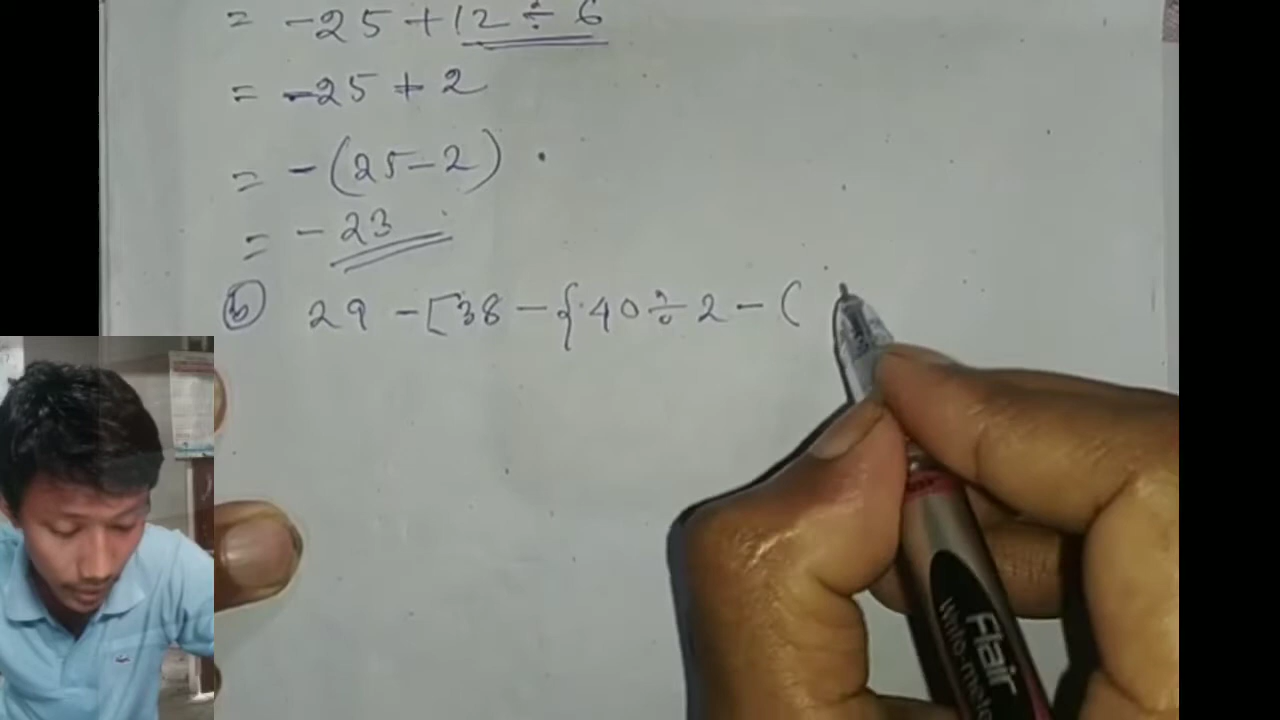 = -25 + 12 ÷ 6
= -25 + 2
= -(25-2) .
= -23
b 29 - [38 - { 40 ÷ 2 - (
Flair